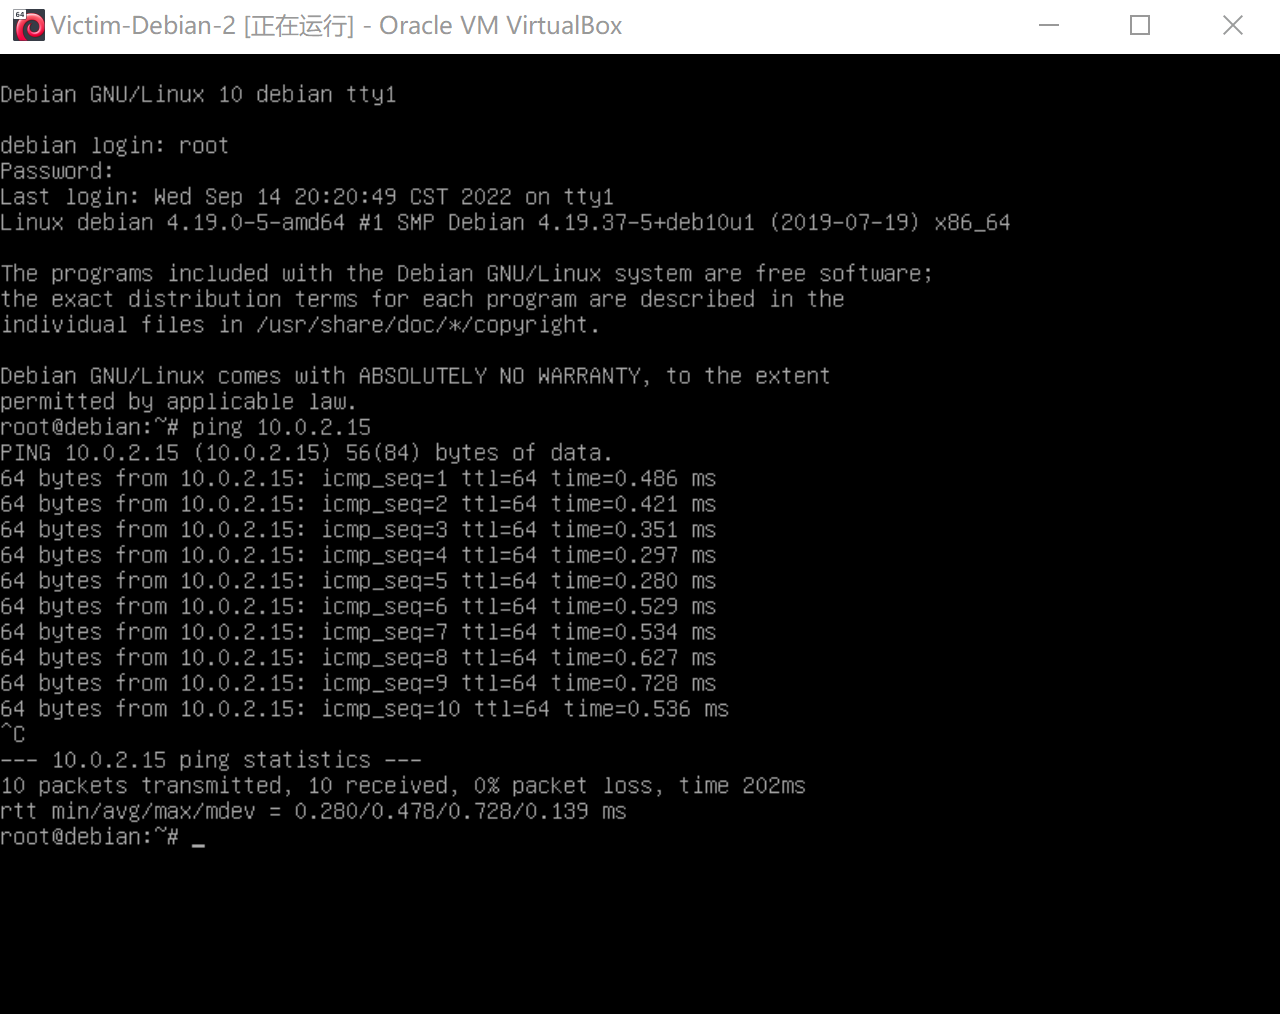 64
Victim-Debian-2 [正在运行] - Oracle VM VirtualBox
Debian GNU/Linux 10 debian tty1
debian login: root
Password:
Last login: Wed Sep 14 20:20:49 CST 2022 on tty1
Linux debian 4.19.0-5-amd64 #1 SMP Debian 4.19.37-5+deb10u1 (2019-07-19) x86_64
The programs included with the Debian GNU/Linux system are free software;
the exact distribution terms for each program are described in the
individual files in /usr/share/doc/*/copyright.
Debian GNU/Linux comes with ABSOLUTELY NO WARRANTY, to the extent
permitted by applicable law.
root@debian:~# ping 10.0.2.15
PING 10.0.2.15 (10.0.2.15) 56(84) bytes of data.
64 bytes from 10.0.2.15: icmp_seq=1 ttl=64 time=0.486 ms
64 bytes from 10.0.2.15: icmp_seq=2 ttl=64 time=0.421 ms
64 bytes from 10.0.2.15: icmp_seq=3 ttl=64 time=0.351 ms
64 bytes from 10.0.2.15: icmp_seq=4 ttl=64 time=0.297 ms
64 bytes from 10.0.2.15: icmp_seq=5 ttl=64 time=0.280 ms
64 bytes from 10.0.2.15: icmp_seq=6 ttl=64 time=0.529 ms
64 bytes from 10.0.2.15: icmp_seq=7 ttl=64 time=0.534 ms
64 bytes from 10.0.2.15: icmp_seq=8 ttl=64 time=0.627 ms
64 bytes from 10.0.2.15: icmp_seq=9 ttl=64 time=0.728 ms
64 bytes from 10.0.2.15: icmp_seq=10 ttl=64 time=0.536 ms
^C
--- 10.0.2.15 ping statistics ---
10 packets transmitted, 10 received, 0% packet loss, time 202ms
rtt min/avg/max/mdev = 0.280/0.478/0.728/0.139 ms
root@debian:~# _